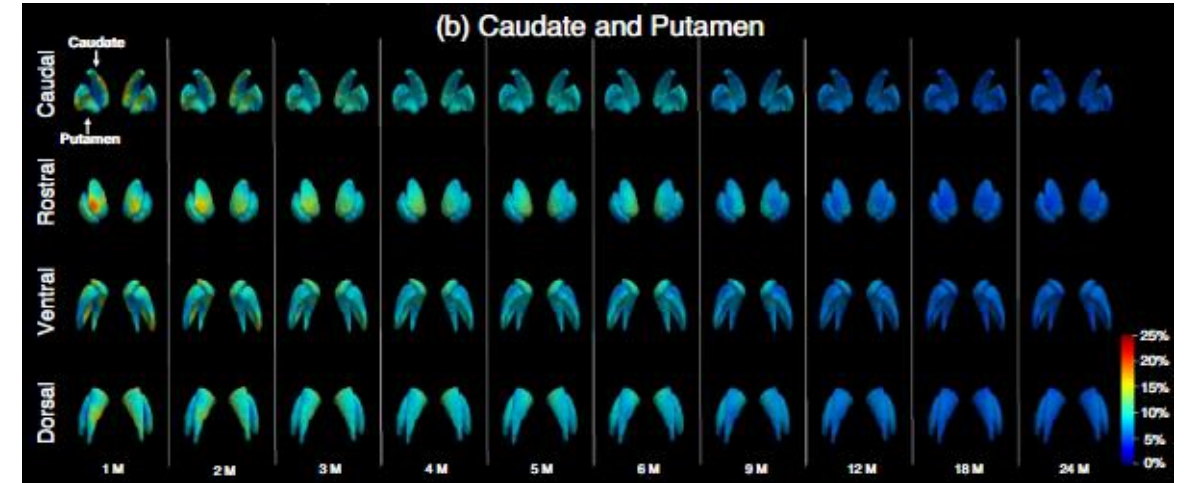 (b) Caudate and Putamen
Caudate
Caudal
Putamen
Rostral
Ventral
Dorsal
25%
20%
15%
10%
5%
0%
1 M
2 M
3 M
4 M
5 M
6 M
9 M
12 M
18 M
24 M